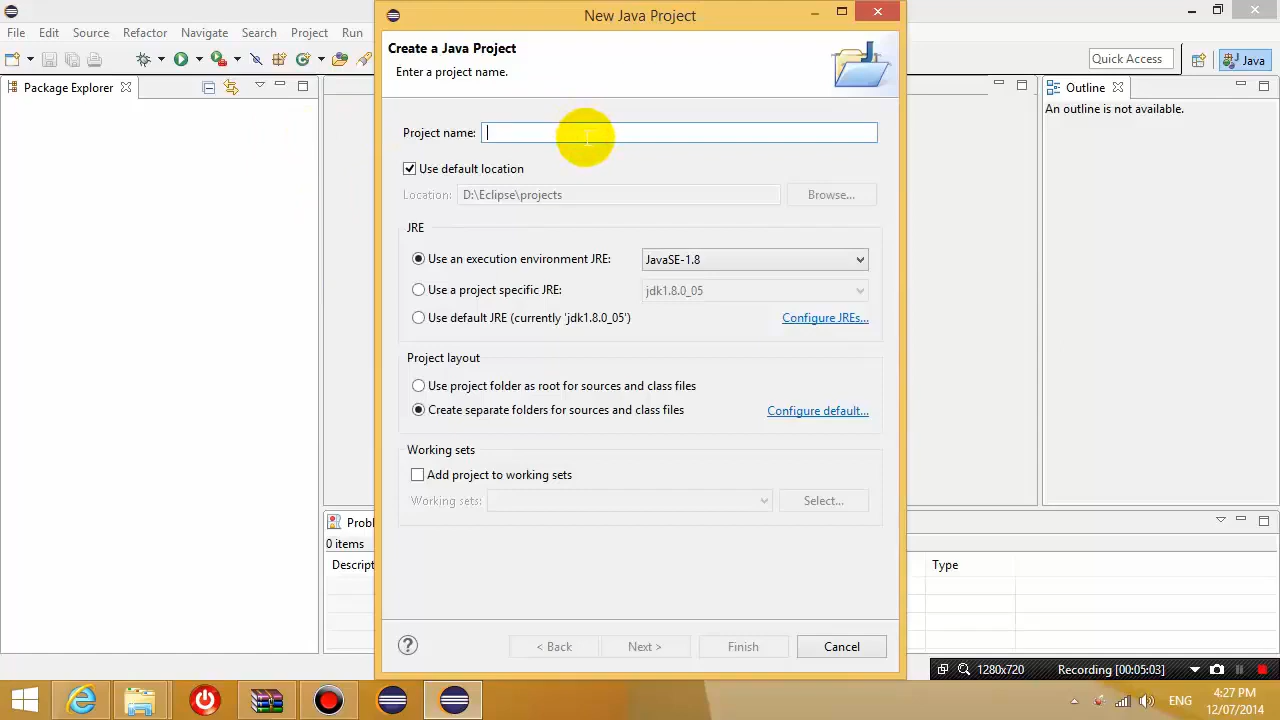 New Java Project
File Edit Source Refactor Navigate Search Project Run
Create a Java Project
Enter a project name.
Quick Access
Java
Package Explorer
Outline
An outline is not available.
Project name:
Use default location
Location: D:\Eclipse\projects Browse...
JRE
Use an execution environment JRE: JavaSE-1.8
Use a project specific JRE: jdk1.8.0_05
Use default JRE (currently 'jdk1.8.0_05') Configure JREs...
Project layout
Use project folder as root for sources and class files
Create separate folders for sources and class files Configure default...
Working sets
Add project to working sets
Working sets: Select...
Probl
0 items
Descript
Type
? < Back Next > Finish Cancel
1280x720 Recording [00:05:03]
ENG
4:27 PM
12/07/2014